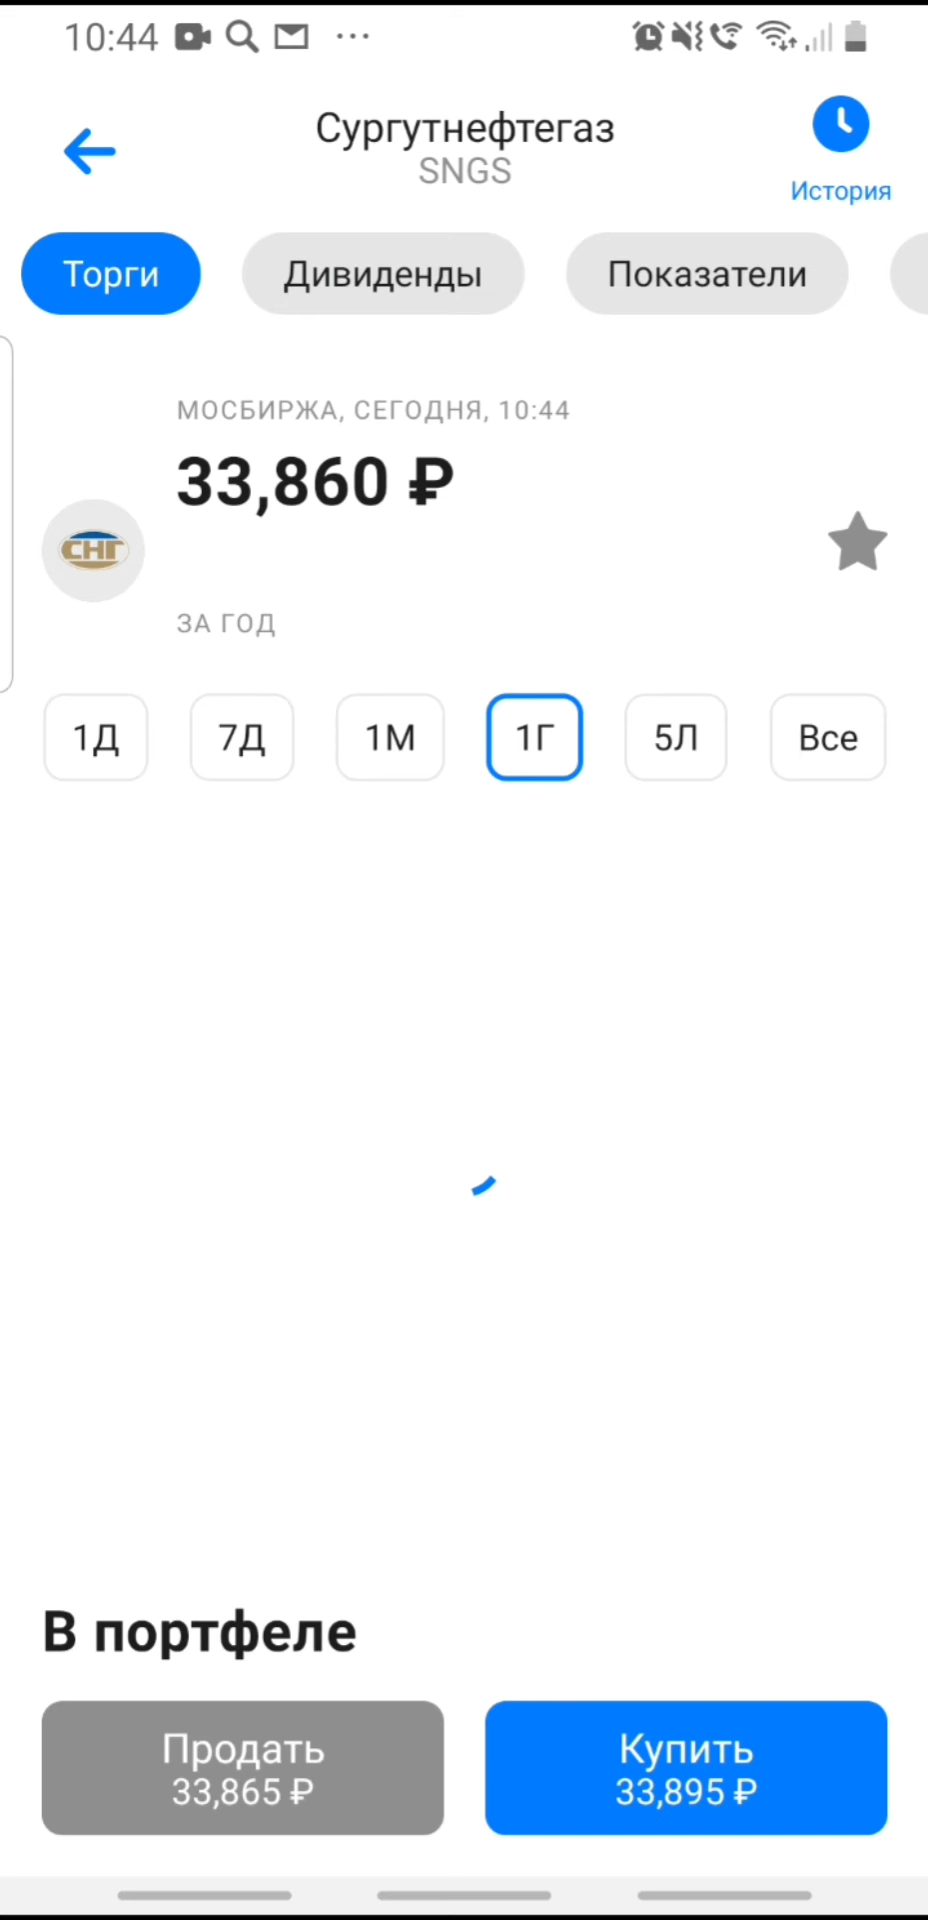 10:44
Сургутнефтегаз
SNGS
История
Торги
Дивиденды
Показатели
МОСБИРЖА, СЕГОДНЯ, 10:44
33,860 ₽
СНГ
ЗА ГОД
1Д
7Д
1М
1Г
5Л
Все
В портфеле
Продать
33,865 ₽
Купить
33,895 ₽